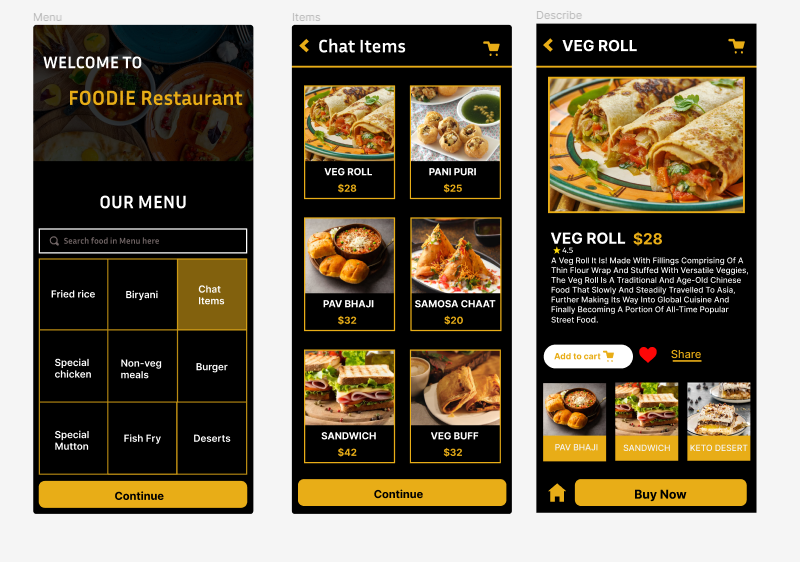 Menu
WELCOME TO
FOODIE Restaurant
OUR MENU
Search food in Menu here
Fried rice
Biryani
Chat
Items
Special
chicken
Non-veg
meals
Burger
Special
Mutton
Fish Fry
Deserts
Continue
Items
Chat Items
VEG ROLL
$28
PANI PURI
$25
PAV BHAJI
$32
SAMOSA CHAAT
$20
SANDWICH
$42
VEG BUFF
$32
Continue
Describe
VEG ROLL
VEG ROLL $28
4.5
A Veg Roll It Is! Made With Fillings Comprising Of A
Thin Flour Wrap And Stuffed With Versatile Veggies,
The Veg Roll Is A Traditional And Age-Old Chinese
Food That Slowly And Steadily Travelled To Asia,
Further Making Its Way Into Global Cuisine And
Finally Becoming A Portion Of All-Time Popular
Street Food.
Add to cart
Share
PAV BHAJI
SANDWICH
KETO DESERT
Buy Now